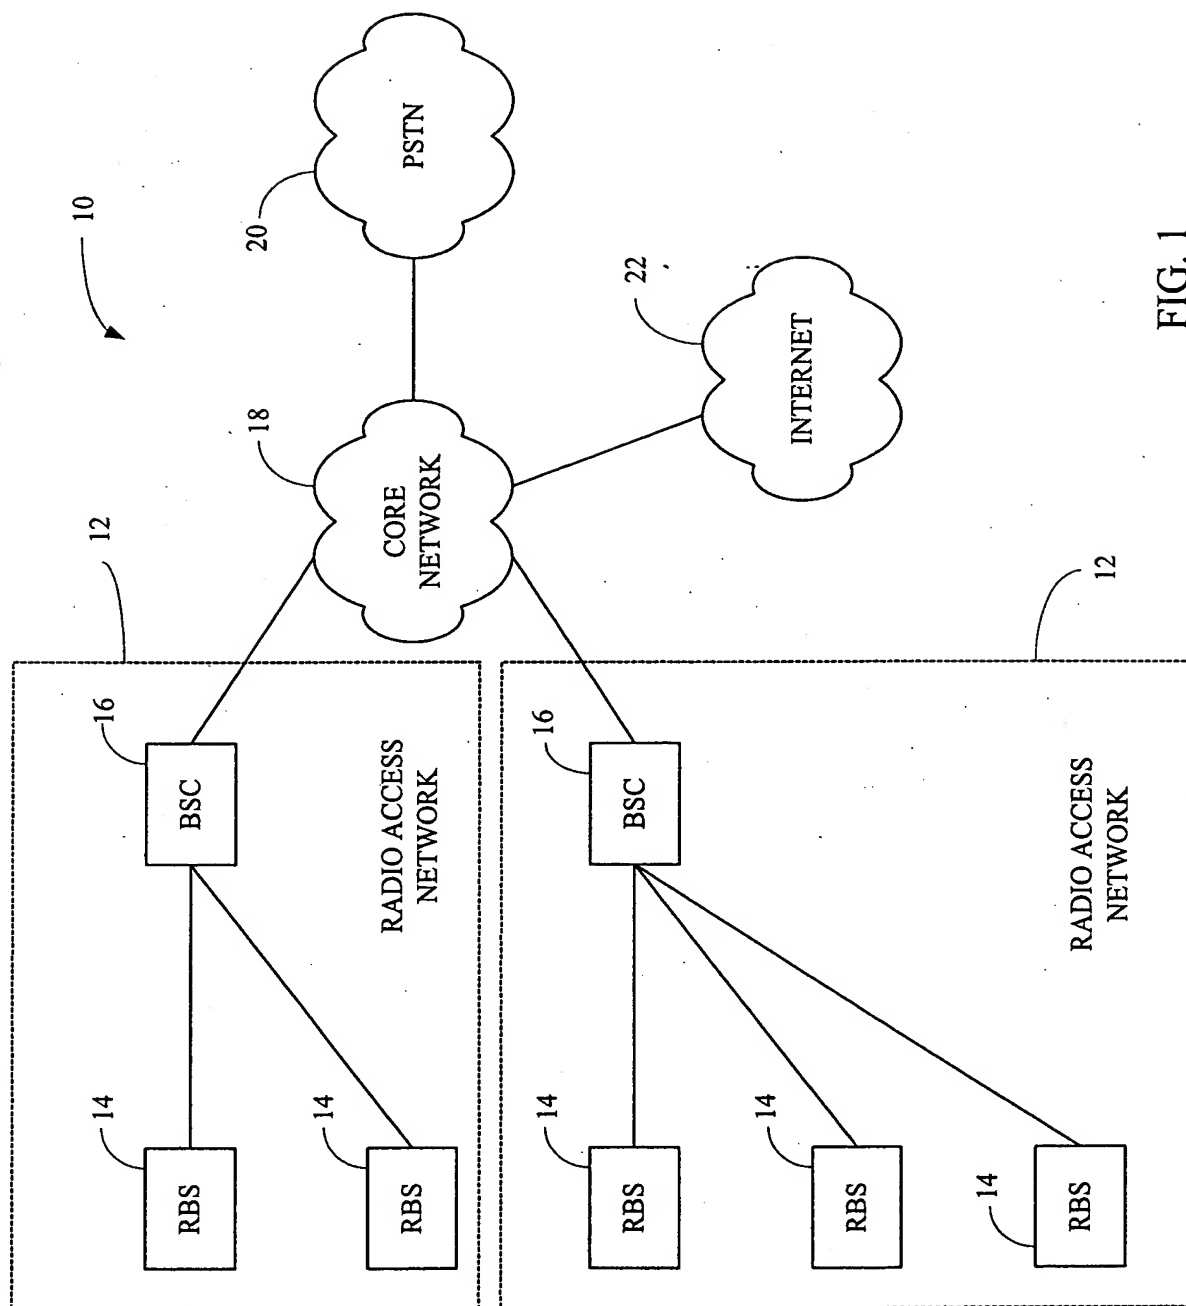 10
12
16
BSC
14
RBS
14
RBS
RADIO ACCESS
NETWORK
18
CORE
NETWORK
20
PSTN
22
INTERNET
12
16
BSC
14
RBS
14
RBS
14
RBS
RADIO ACCESS
NETWORK
FIG. 1